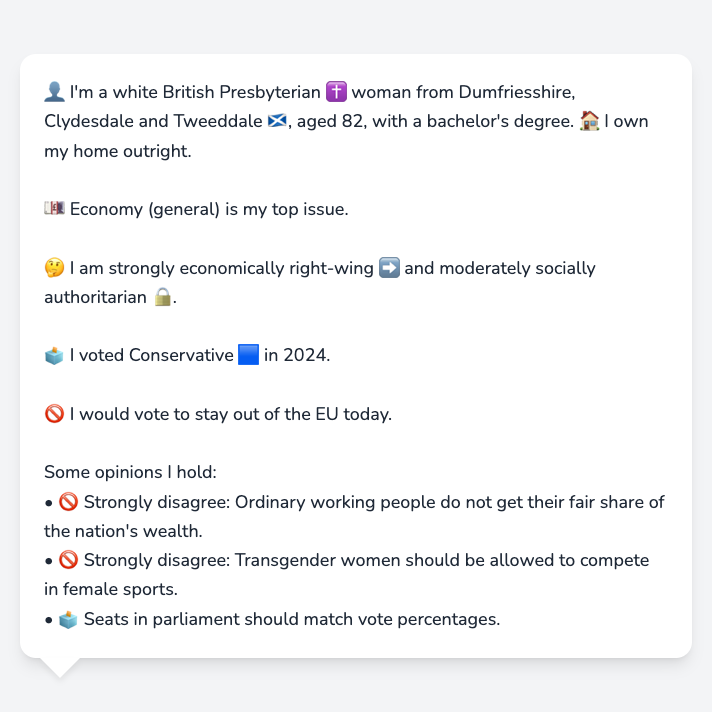 👤 I'm a white British Presbyterian ✝️ woman from Dumfriesshire,
Clydesdale and Tweeddale 🏴󠁧󠁢󠁳󠁣󠁴󠁿, aged 82, with a bachelor's degree. 🏠 I own
my home outright.
💷 Economy (general) is my top issue.
🤔 I am strongly economically right-wing ➡️ and moderately socially
authoritarian 🔒.
🗳️ I voted Conservative 🟦 in 2024.
🚫 I would vote to stay out of the EU today.
Some opinions I hold:
• 🚫 Strongly disagree: Ordinary working people do not get their fair share of
the nation's wealth.
• 🚫 Strongly disagree: Transgender women should be allowed to compete
in female sports.
• 🗳️ Seats in parliament should match vote percentages.